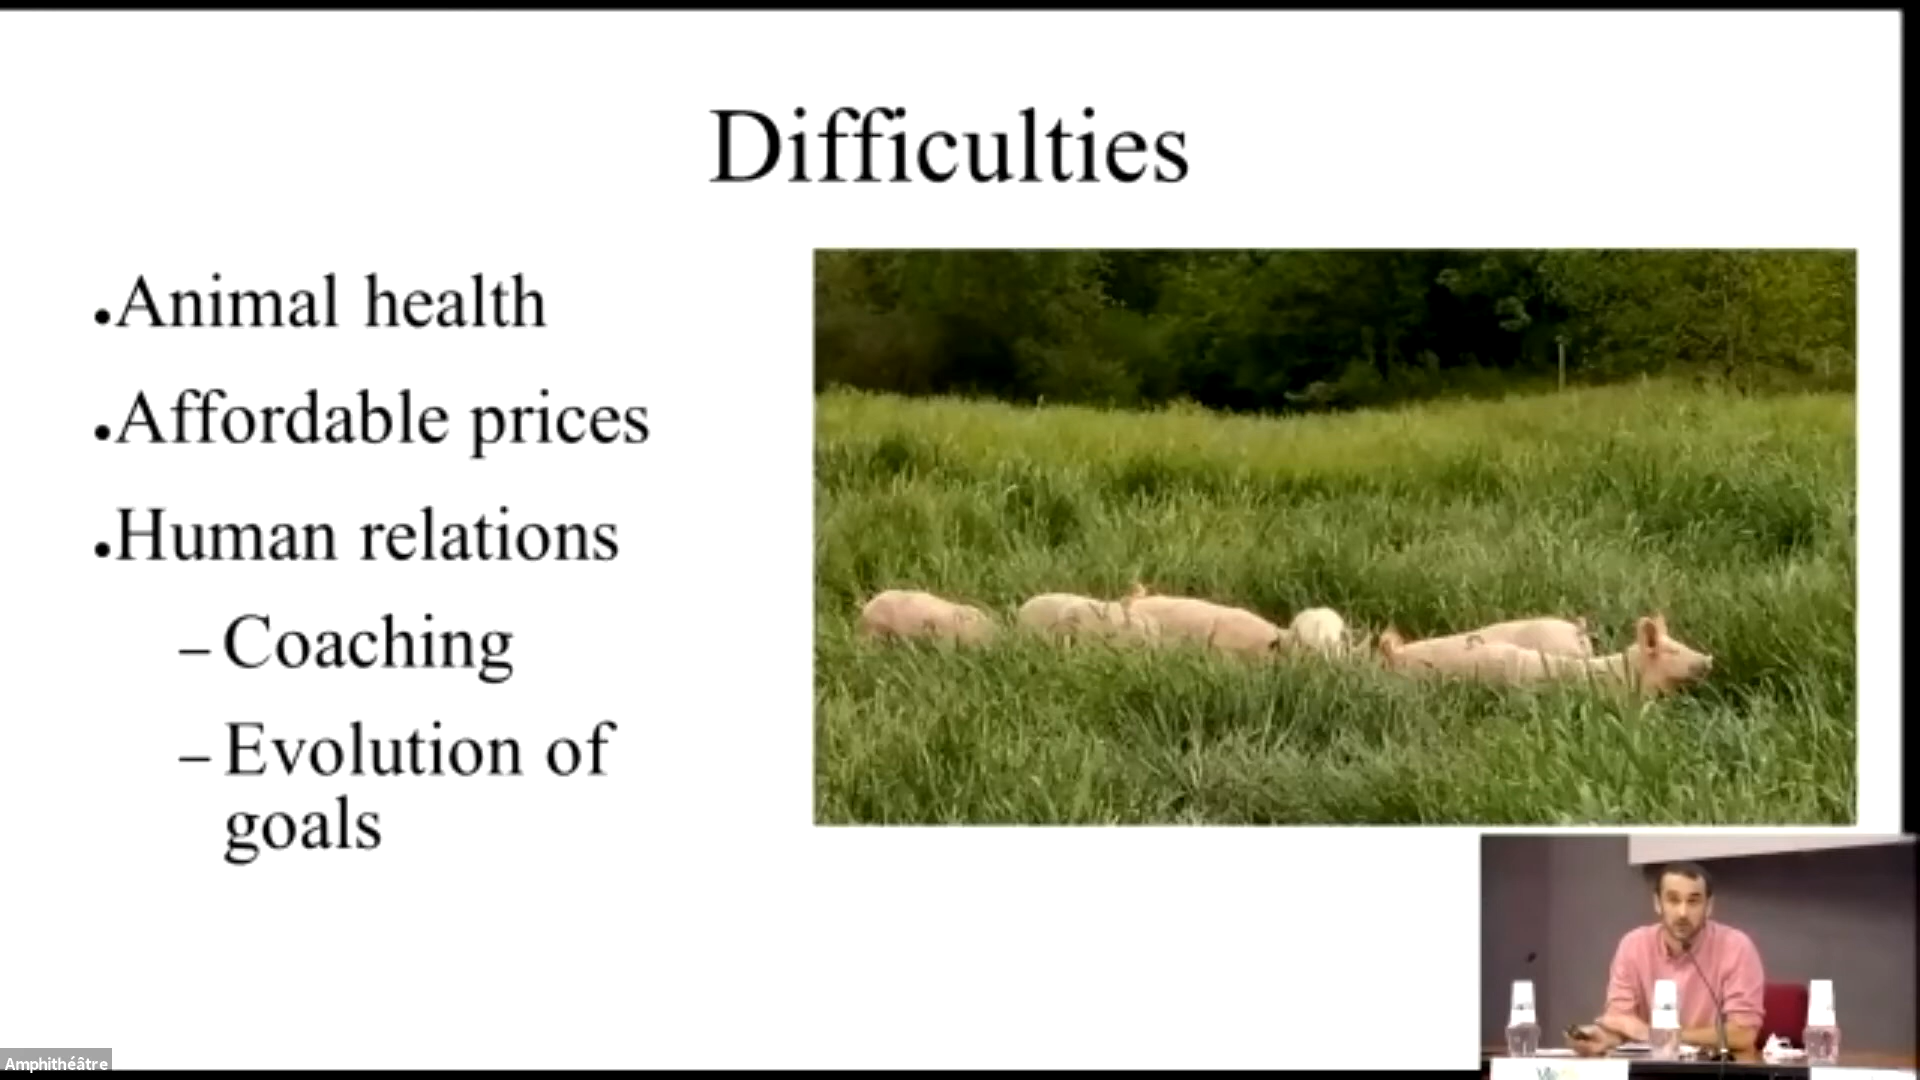 Difficulties
●Animal health
●Affordable prices
●Human relations
– Coaching
– Evolution of
goals
Amphithéâtre